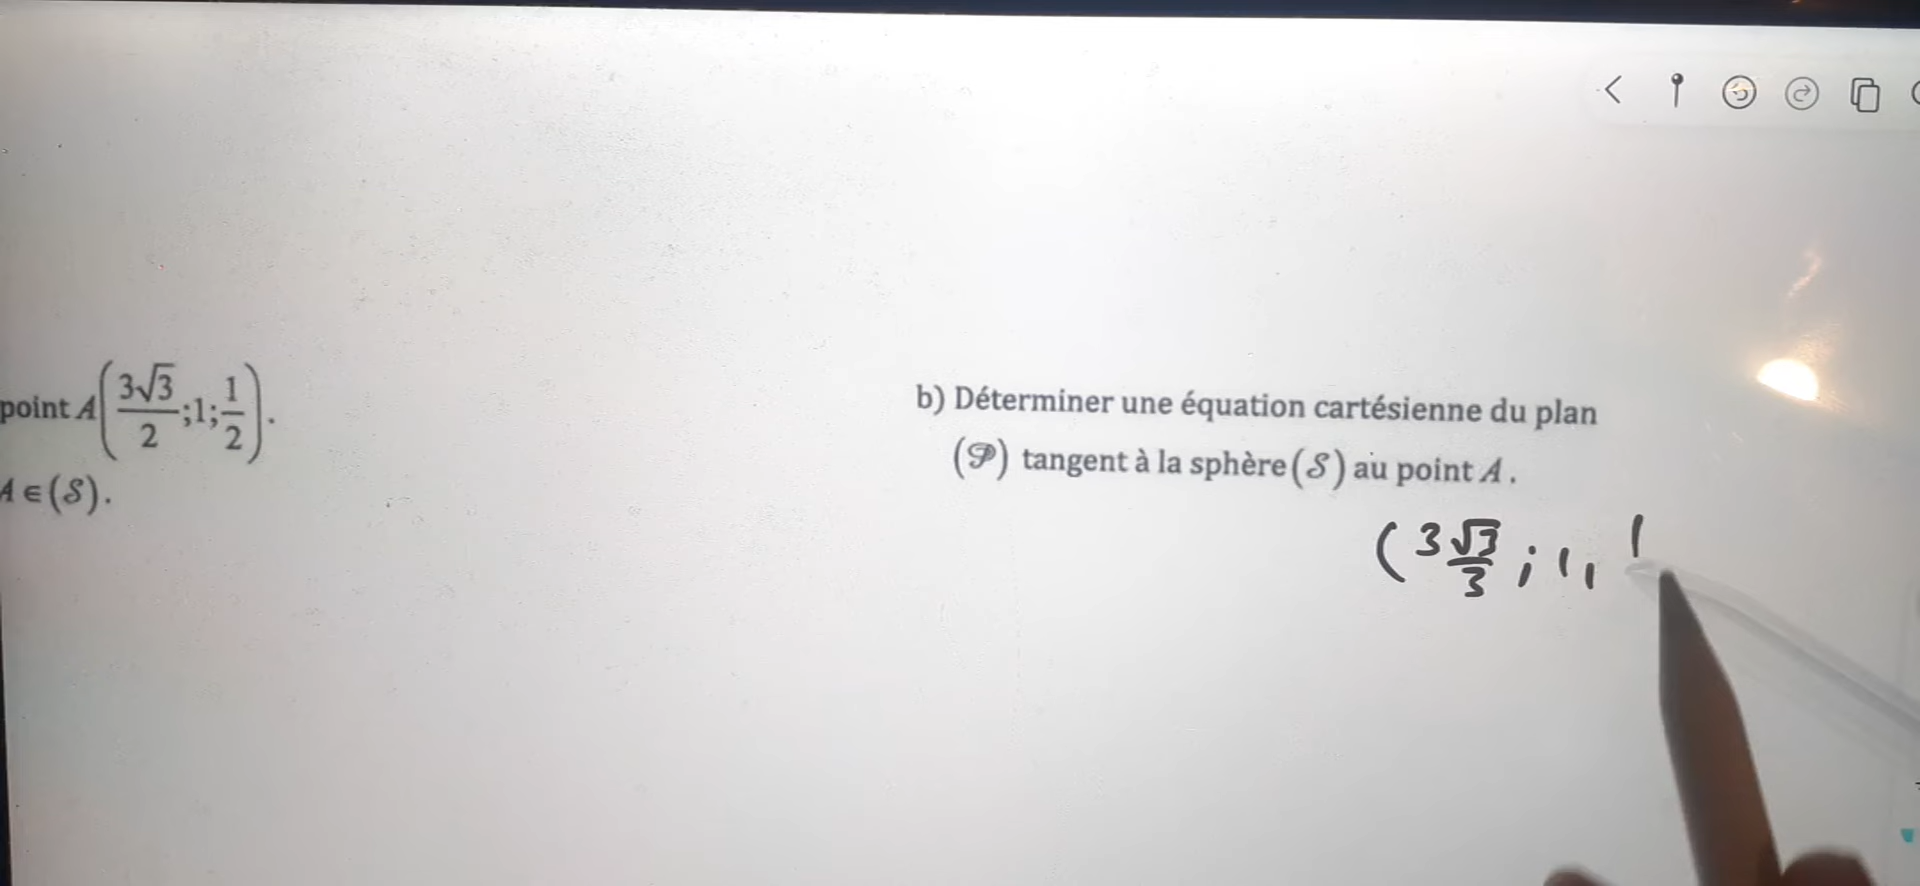 point A(3√3/2 ;1; 1/2).
A ∈ (S).
b) Déterminer une équation cartésienne du plan
(𝒫) tangent à la sphère (S) au point A .
(3√3/3 ; 1, 1